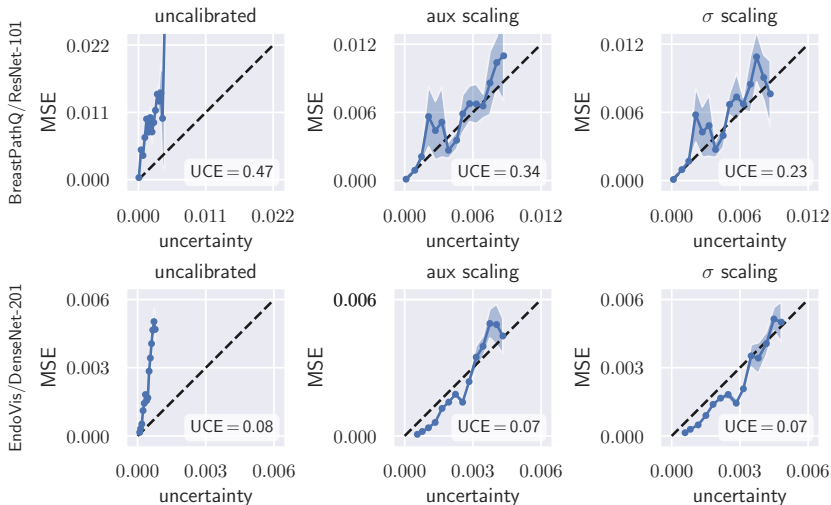 uncalibrated
aux scaling
σ scaling
BreastPathQ/ResNet-101
MSE
0.022
0.011
0.000
UCE = 0.47
0.000 0.011 0.022
uncertainty
MSE
0.012
0.006
0.000
UCE = 0.34
0.000 0.006 0.012
uncertainty
MSE
0.012
0.006
0.000
UCE = 0.23
0.000 0.006 0.012
uncertainty
uncalibrated
aux scaling
σ scaling
EndoVis/DenseNet-201
MSE
0.006
0.003
0.000
UCE = 0.08
0.000 0.003 0.006
uncertainty
MSE
0.006
0.003
0.000
UCE = 0.07
0.000 0.003 0.006
uncertainty
MSE
0.006
0.003
0.000
UCE = 0.07
0.000 0.003 0.006
uncertainty